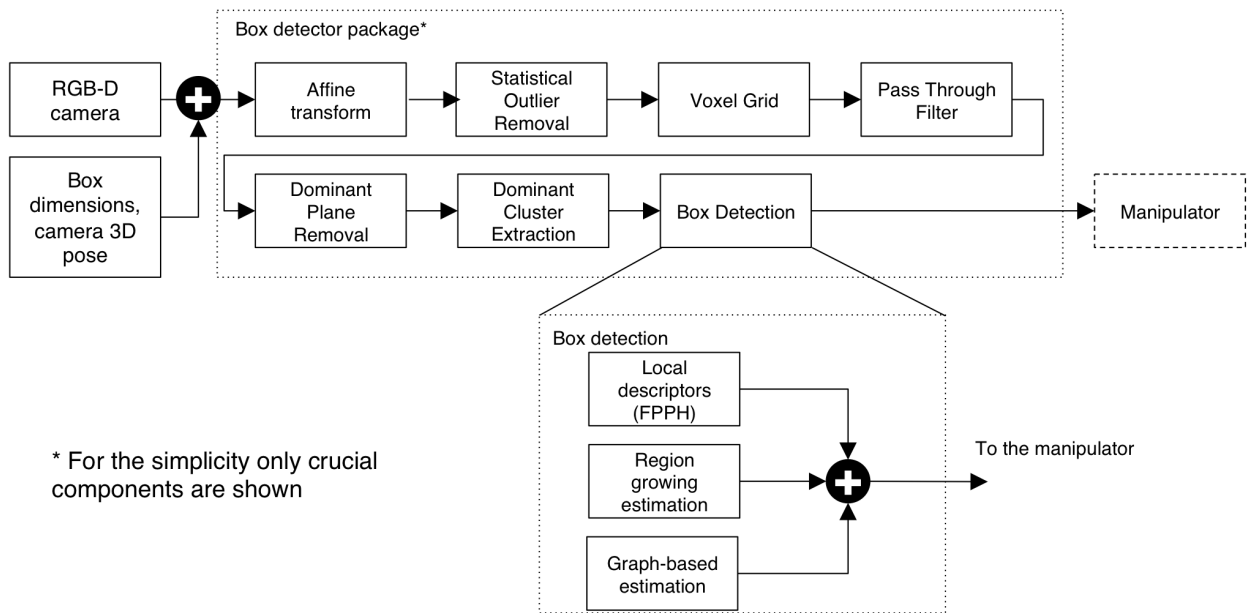 Box detector package*
RGB-D
camera
Affine
transform
Statistical
Outlier
Removal
Voxel Grid
Pass Through
Filter
Box
dimensions,
camera 3D
pose
Dominant
Plane
Removal
Dominant
Cluster
Extraction
Box Detection
Manipulator
Box detection
Local
descriptors
(FPPH)
Region
growing
estimation
Graph-based
estimation
To the manipulator
* For the simplicity only crucial
components are shown